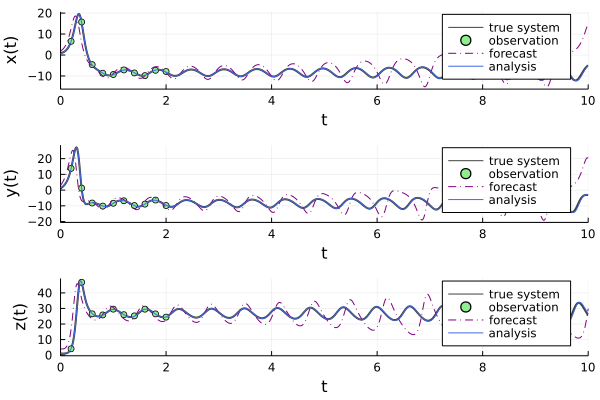 x(t)
20
10
0
−10
true system
observation
forecast
analysis
0 2 4 6 8 10
t
y(t)
20
10
0
−10
−20
true system
observation
forecast
analysis
0 2 4 6 8 10
t
z(t)
40
30
20
10
0
true system
observation
forecast
analysis
0 2 4 6 8 10
t